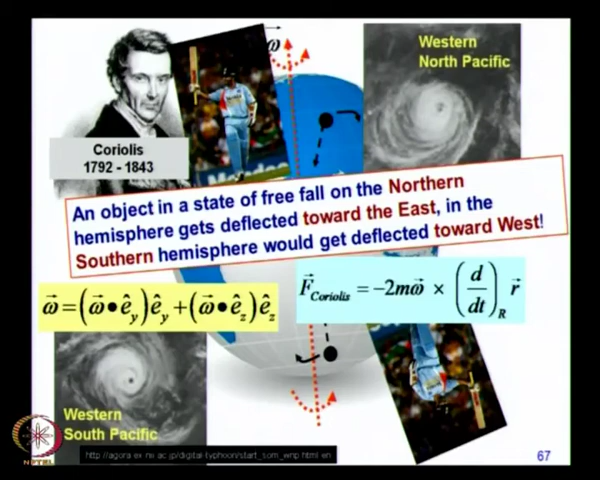 ω
Western
North Pacific
Coriolis
1792 - 1843
An object in a state of free fall on the Northern
hemisphere gets deflected toward the East, in the
Southern hemisphere would get deflected toward West!
ω⃗ = (ω⃗ • ê_y) ê_y + (ω⃗ • ê_z) ê_z
F⃗_Coriolis = −2mω⃗ × (d/dt)_R r⃗
Western
South Pacific
NPTEL
67